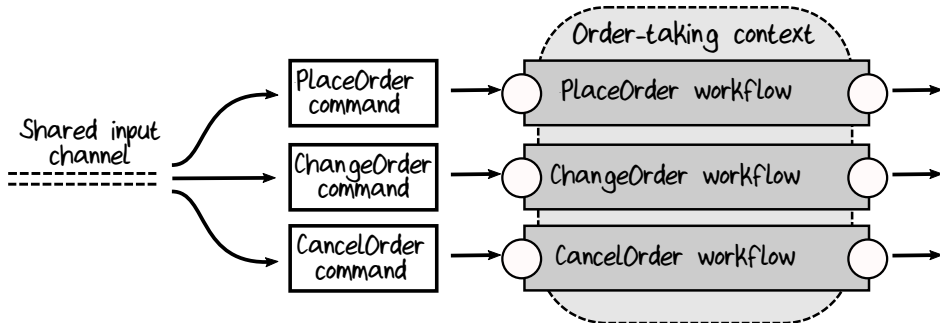 Order-taking context
Shared input
channel
PlaceOrder
command
PlaceOrder workflow
ChangeOrder
command
ChangeOrder workflow
CancelOrder
command
CancelOrder workflow